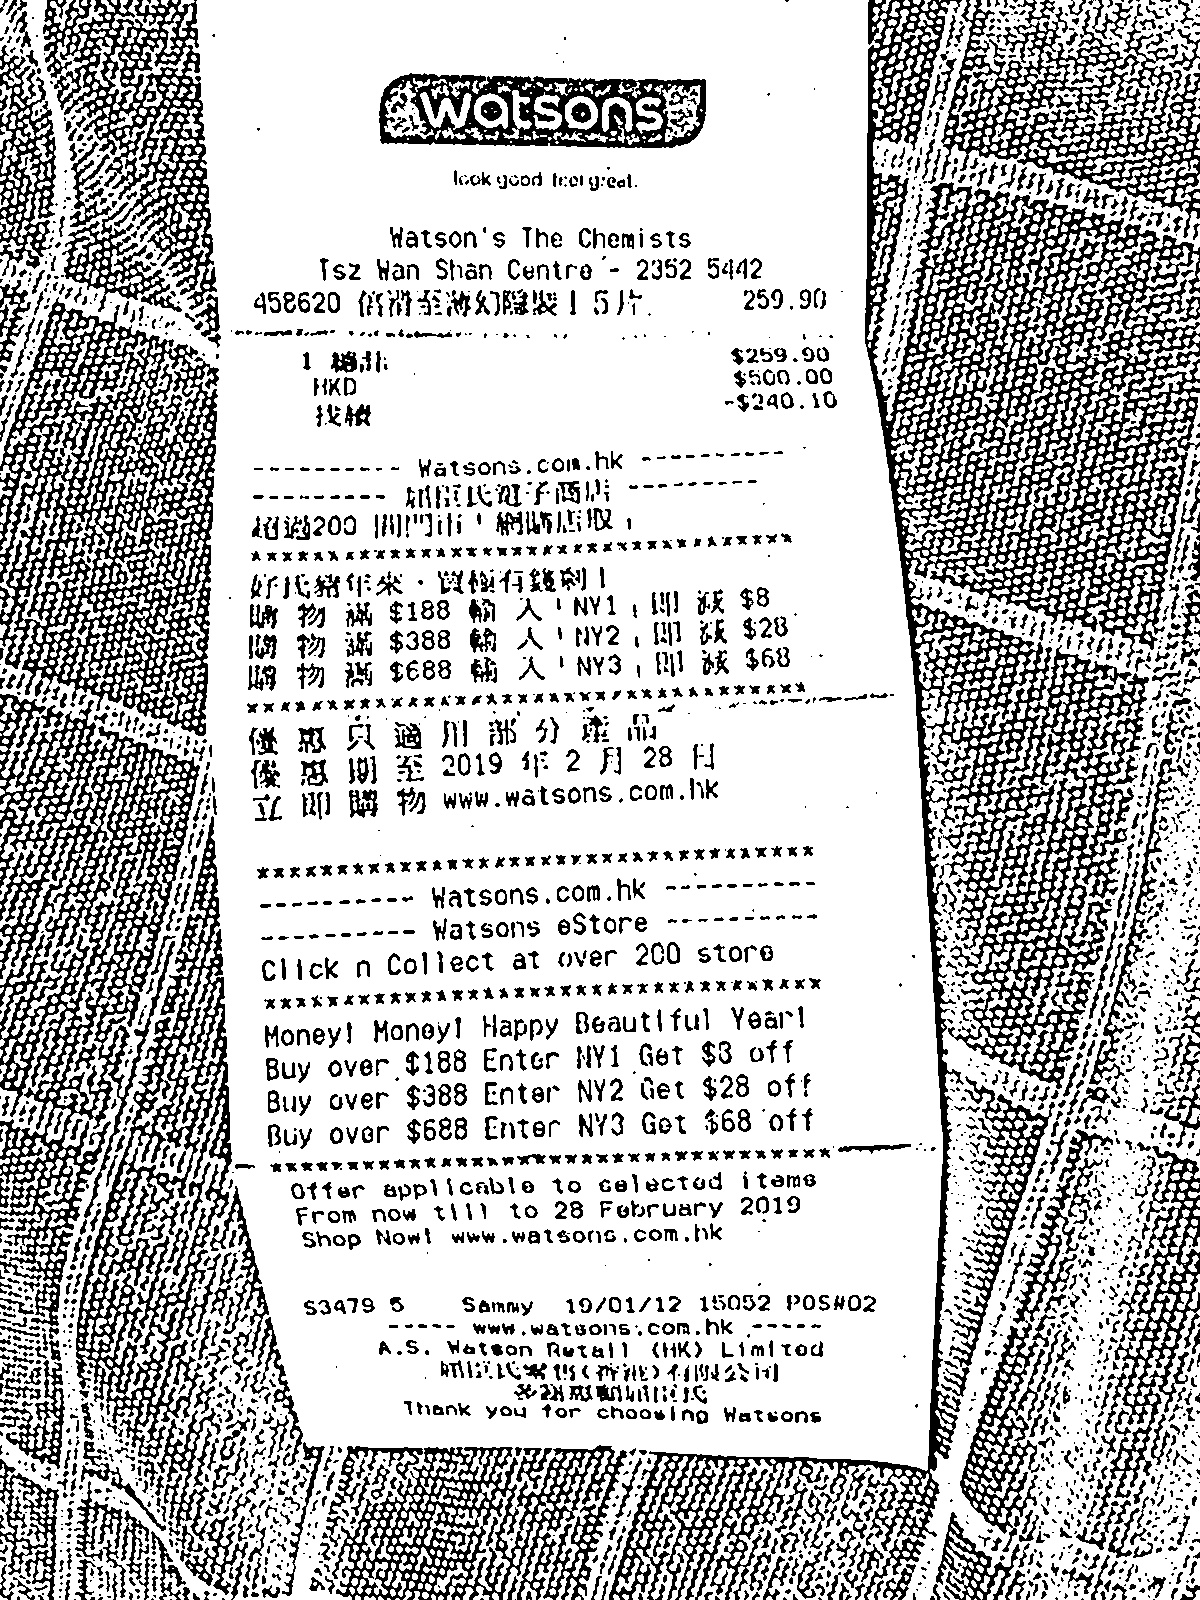 watsons
look good feel great.
Watson's The Chemists
Tsz Wan Shan Centre - 2352 5442
458620 15片 259.90
1 $259.90
HKD $500.00
找續 -$240.10
---------- Watsons.com.hk ----------
--------- 屈臣氏電子商店 ---------
超過200 間門市「網購店取」
***********************************
好代豬年來．買極有錢剩！
購 物 滿 $188 輸 入「NY1」即 減 $8
購 物 滿 $388 輸 入「NY2」即 減 $28
購 物 滿 $688 輸 入「NY3」即 減 $68
***********************************
優 惠 只 適 用 部 分 產 品
優 惠 期 至 2019 年 2 月 28 日
立 即 購 物 www.watsons.com.hk
***********************************
---------- Watsons.com.hk ----------
---------- Watsons eStore ----------
Click n Collect at over 200 store
***********************************
Money! Money! Happy Beautiful Year!
Buy over $188 Enter NY1 Get $8 off
Buy over $388 Enter NY2 Get $28 off
Buy over $688 Enter NY3 Get $68 off
***********************************
Offer applicable to selected items
From now till to 28 February 2019
Shop Now! www.watsons.com.hk
S3479 5 Sammy 19/01/12 15052 POS#02
----- www.watsons.com.hk -----
A.S. Watson Retail (HK) Limited
屈臣氏零售(香港)有限公司
多謝惠顧屈臣氏
Thank you for choosing Watsons